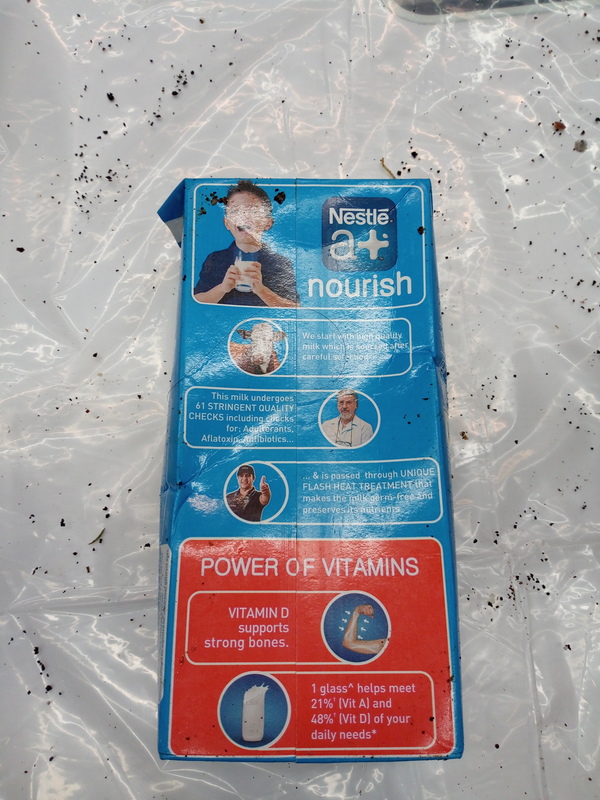 Nestlé
a+
nourish
We start with high quality
milk which is sourced after
careful selection
This milk undergoes
61 STRINGENT QUALITY
CHECKS including checks
for: Adulterants,
Aflatoxin, Antibiotics...
... & is passed through UNIQUE
FLASH HEAT TREATMENT that
makes the milk germ-free and
preserves its nutrients.
POWER OF VITAMINS
VITAMIN D
supports
strong bones.
1 glass^ helps meet
21%† (Vit A) and
48%† (Vit D) of your
daily needs*